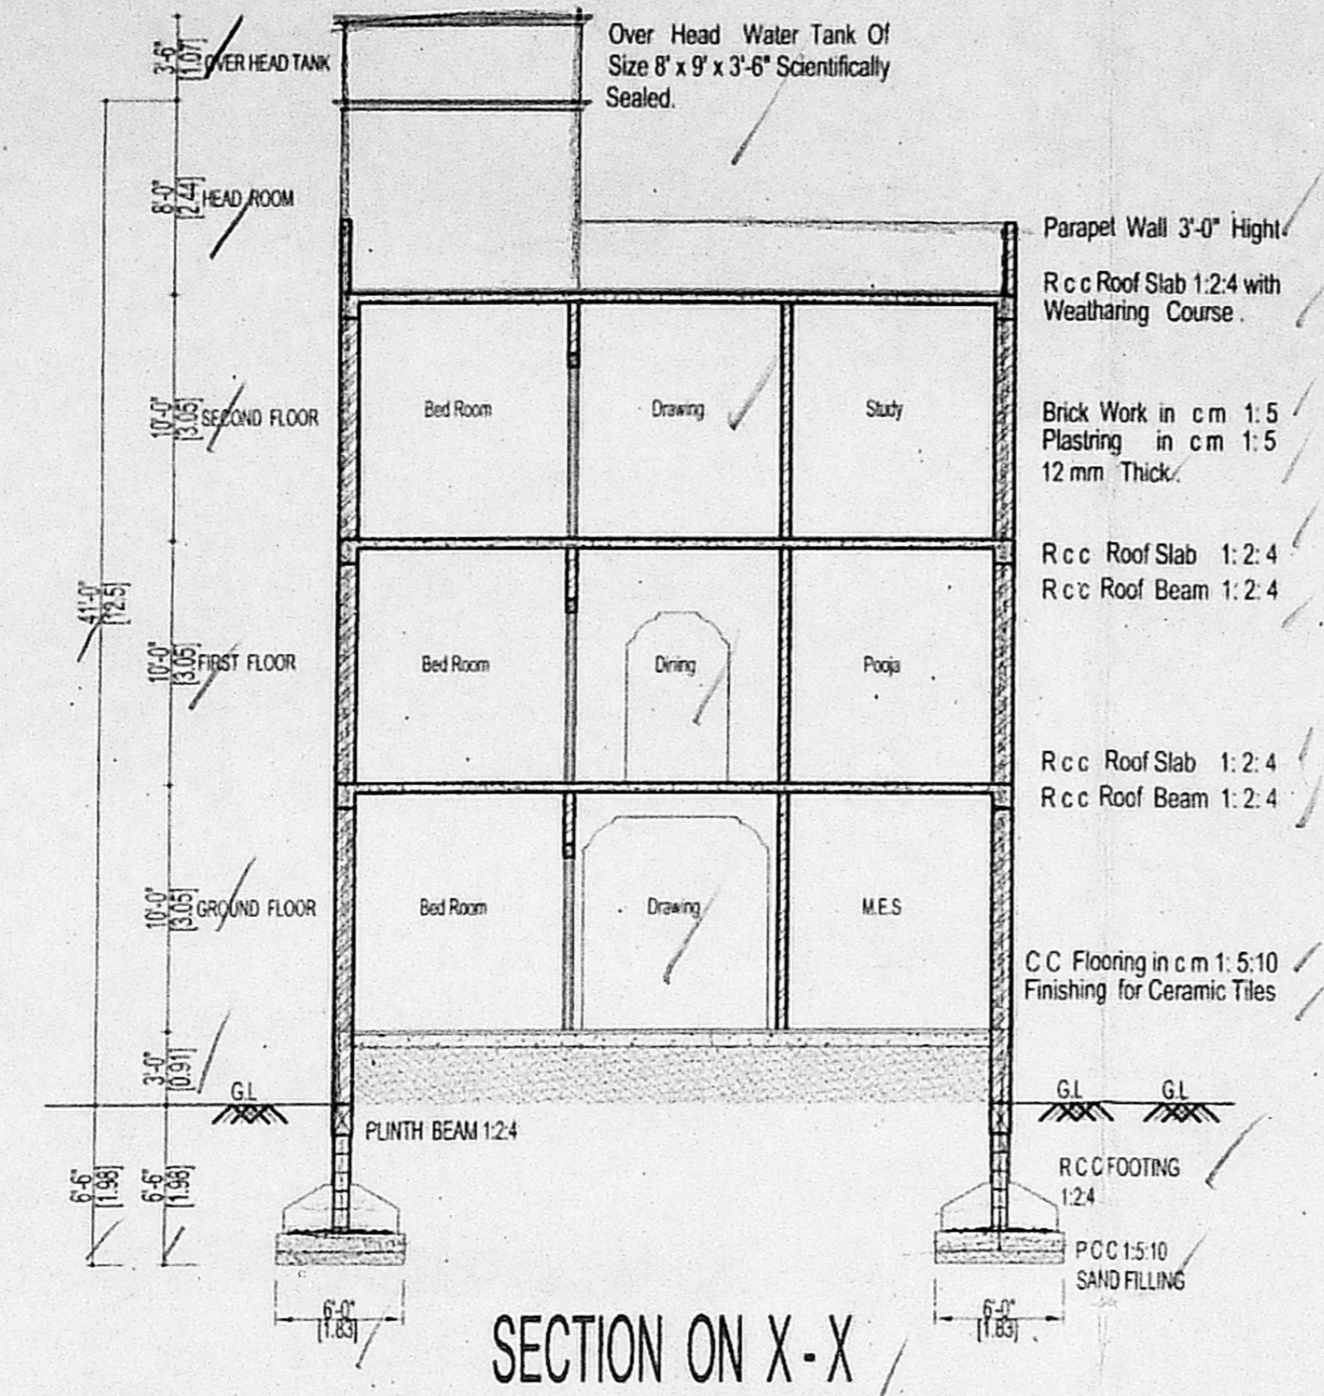 3'-6"
[1.07]
OVER HEAD TANK
Over Head Water Tank Of
Size 8' x 9' x 3'-6" Scientifically
Sealed.
8'-0"
[2.44]
HEAD ROOM
Parapet Wall 3'-0" Hight
R c c Roof Slab 1:2:4 with
Weatharing Course .
10'-0"
[3.05]
SECOND FLOOR
Bed Room
Drawing
Study
Brick Work in c m 1: 5
Plastring in c m 1: 5
12 mm Thick.
R c c Roof Slab 1: 2: 4
R c c Roof Beam 1: 2: 4
41'-0"
[12.5]
10'-0"
[3.05]
FIRST FLOOR
Bed Room
Dining
Pooja
R c c Roof Slab 1: 2: 4
R c c Roof Beam 1: 2: 4
10'-0"
[3.05]
GROUND FLOOR
Bed Room
Drawing
M.E.S
C C Flooring in c m 1: 5:10
Finishing for Ceramic Tiles
3'-0"
[0.91]
G.L
G.L
G.L
PLINTH BEAM 1:2:4
6'-6"
[1.98]
6'-6"
[1.98]
R C C FOOTING
1:2:4
P C C 1:5:10
SAND FILLING
6'-0"
[1.83]
6'-0"
[1.83]
SECTION ON X - X